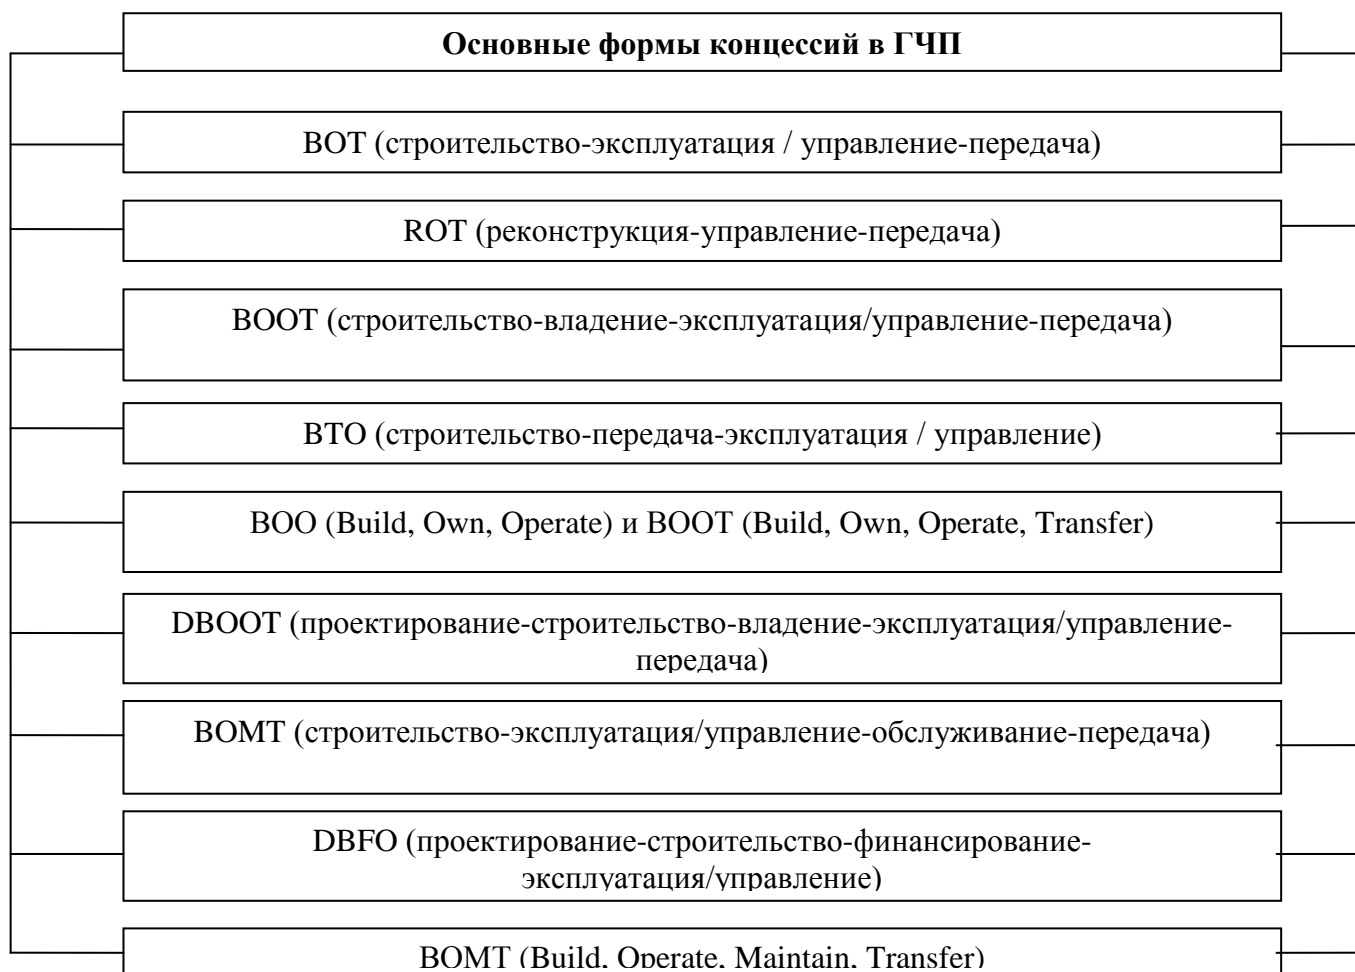 Основные формы концессий в ГЧП
BOT (строительство-эксплуатация / управление-передача)
ROT (реконструкция-управление-передача)
BOOT (строительство-владение-эксплуатация/управление-передача)
BTO (строительство-передача-эксплуатация / управление)
BOO (Build, Own, Operate) и BOOT (Build, Own, Operate, Transfer)
DBOOT (проектирование-строительство-владение-эксплуатация/управление-
передача)
BOMT (строительство-эксплуатация/управление-обслуживание-передача)
DBFO (проектирование-строительство-финансирование-
эксплуатация/управление)
BOMT (Build, Operate, Maintain, Transfer)